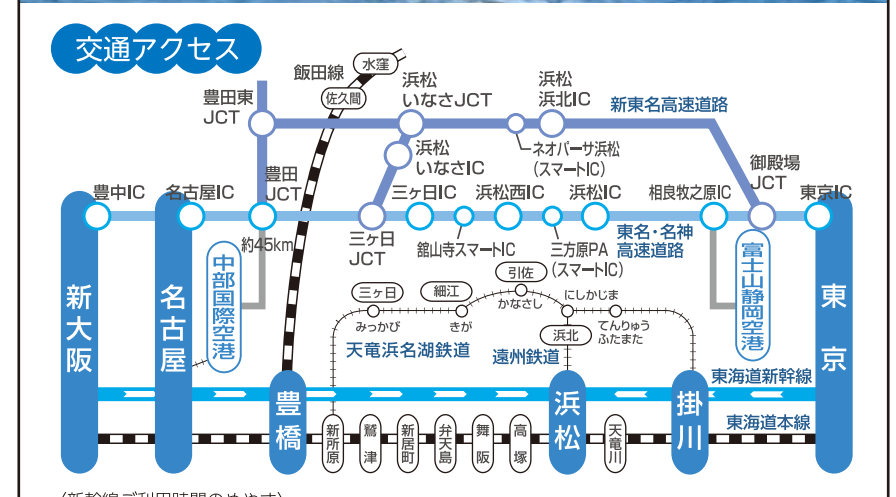 交通アクセス
飯田線
水窪
佐久間
豊田東
JCT
浜松
いなさJCT
浜松
浜北IC
新東名高速道路
ネオパーサ浜松
(スマートIC)
浜松
いなさIC
豊田
JCT
御殿場
JCT
豊中IC
名古屋IC
三ヶ日IC
浜松西IC
浜松IC
相良牧之原IC
東京IC
約45km
三ヶ日
JCT
舘山寺スマートIC
三方原PA
(スマートIC)
東名・名神
高速道路
中部国際空港
富士山静岡空港
新大阪
名古屋
東京
三ヶ日
みっかび
細江
きが
引佐
かなさし
にしかじま
浜北
てんりゅう
ふたまた
天竜浜名湖鉄道
遠州鉄道
東海道新幹線
豊橋
浜松
掛川
東海道本線
新所原
鷲津
新居町
弁天島
舞阪
高塚
天竜川
(新幹線ご利用時間のめやす)